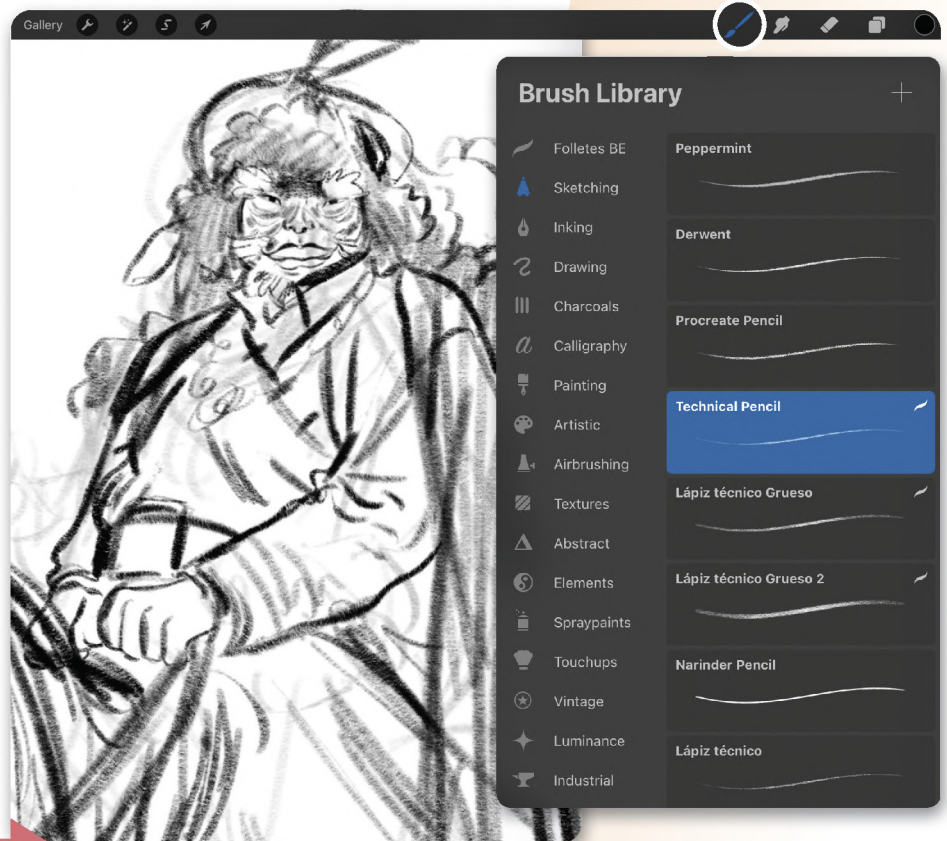 Gallery
Brush Library
Folletes BE
Sketching
Inking
Drawing
Charcoals
Calligraphy
Painting
Artistic
Airbrushing
Textures
Abstract
Elements
Spraypaints
Touchups
Vintage
Luminance
Industrial
Peppermint
Derwent
Procreate Pencil
Technical Pencil
Lápiz técnico Grueso
Lápiz técnico Grueso 2
Narinder Pencil
Lápiz técnico